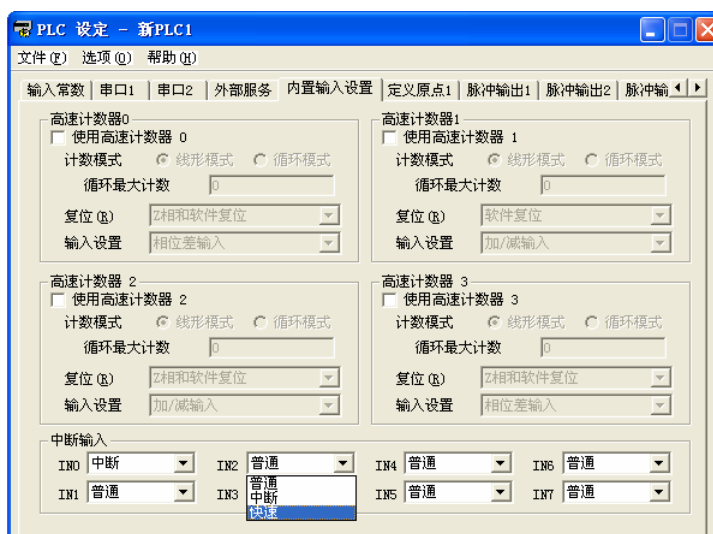 PLC 设定 - 新PLC1
文件(F) 选项(O) 帮助(H)
输入常数 串口1 串口2 外部服务 内置输入设置 定义原点1 脉冲输出1 脉冲输出2 脉冲输
高速计数器0
使用高速计数器 0
计数模式 线形模式 循环模式
循环最大计数 0
复位(R) Z相和软件复位
输入设置 相位差输入
高速计数器1
使用高速计数器 1
计数模式 线形模式 循环模式
循环最大计数 0
复位(R) 软件复位
输入设置 加/减输入
高速计数器 2
使用高速计数器 2
计数模式 线形模式 循环模式
循环最大计数 0
复位(R) Z相和软件复位
输入设置 加/减输入
高速计数器 3
使用高速计数器 3
计数模式 线形模式 循环模式
循环最大计数 0
复位(R) Z相和软件复位
输入设置 相位差输入
中断输入
IN0 中断 IN2 普通 IN4 普通 IN6 普通
IN1 普通 IN3 普通 IN5 普通 IN7 普通
中断
快速